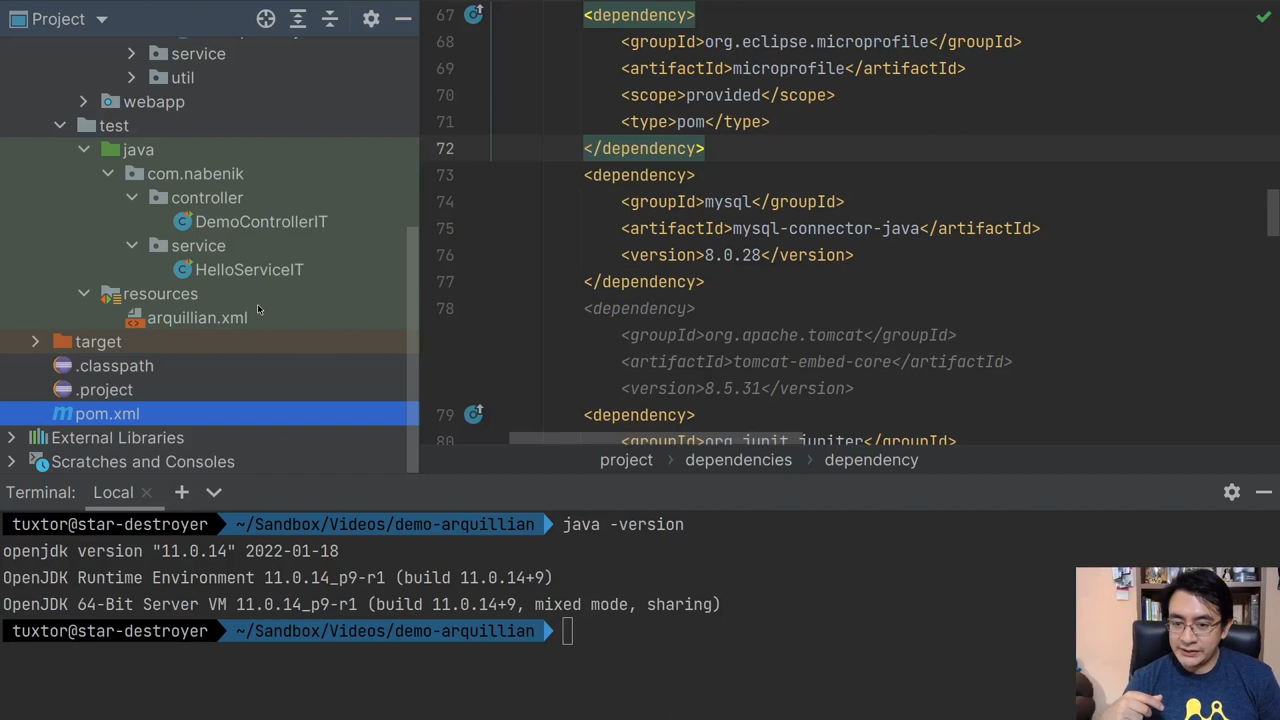 Project
service
util
webapp
test
java
com.nabenik
controller
DemoControllerIT
service
HelloServiceIT
resources
arquillian.xml
target
.classpath
.project
pom.xml
External Libraries
Scratches and Consoles
67 <dependency>
68 <groupId>org.eclipse.microprofile</groupId>
69 <artifactId>microprofile</artifactId>
70 <scope>provided</scope>
71 <type>pom</type>
72 </dependency>
73 <dependency>
74 <groupId>mysql</groupId>
75 <artifactId>mysql-connector-java</artifactId>
76 <version>8.0.28</version>
77 </dependency>
78 <dependency>
<groupId>org.apache.tomcat</groupId>
<artifactId>tomcat-embed-core</artifactId>
<version>8.5.31</version>
79 <dependency>
80 <groupId>org.junit.jupiter</groupId>
project > dependencies > dependency
Terminal: Local
tuxtor@star-destroyer ~/Sandbox/Videos/demo-arquillian java -version
openjdk version "11.0.14" 2022-01-18
OpenJDK Runtime Environment 11.0.14_p9-r1 (build 11.0.14+9)
OpenJDK 64-Bit Server VM 11.0.14_p9-r1 (build 11.0.14+9, mixed mode, sharing)
tuxtor@star-destroyer ~/Sandbox/Videos/demo-arquillian